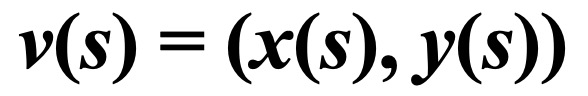 v(s) = (x(s), y(s))